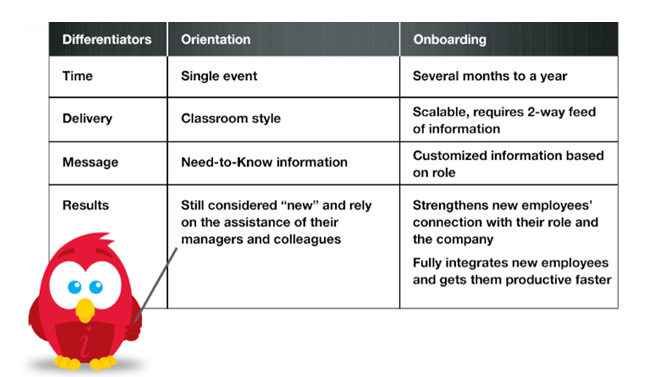 Differentiators Orientation Onboarding
Time Single event Several months to a year
Delivery Classroom style Scalable, requires 2-way feed
of information
Message Need-to-Know information Customized information based
on role
Results Still considered “new” and rely Strengthens new employees’
on the assistance of their connection with their role and
managers and colleagues the company
Fully integrates new employees
and gets them productive faster
i